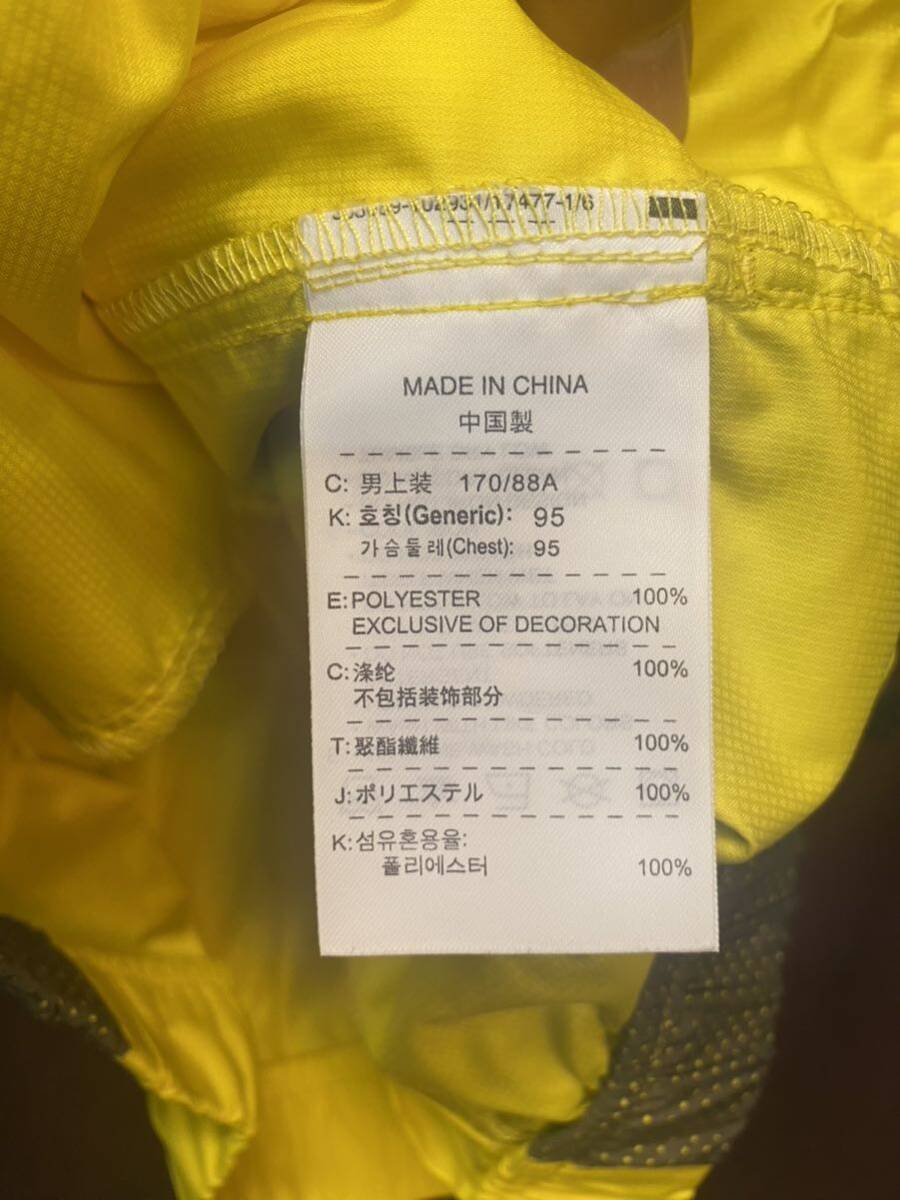 MADE IN CHINA
中国製
C: 男上装 170/88A
K: 호칭(Generic): 95
가슴둘레(Chest): 95
E:POLYESTER 100%
EXCLUSIVE OF DECORATION
C:涤纶 100%
不包括装饰部分
T:聚酯纖維 100%
J:ポリエステル 100%
K:섬유혼용율:
폴리에스터 100%